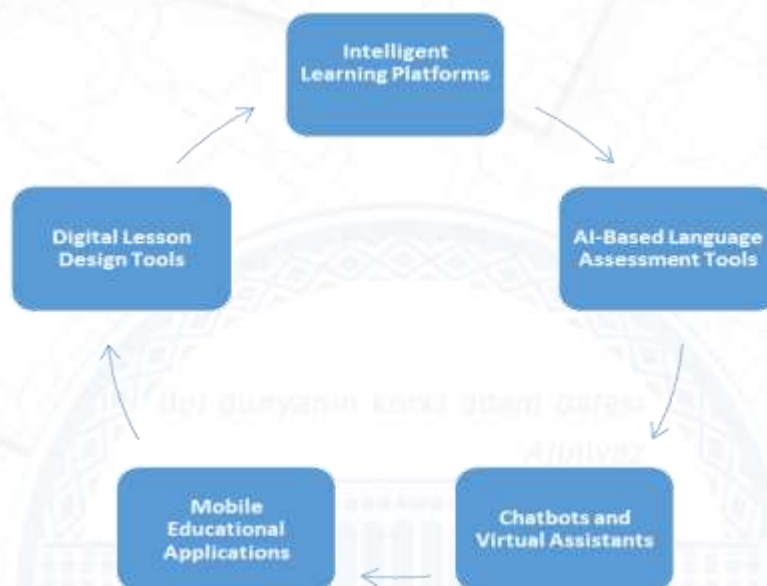 Intelligent
Learning Platforms
AI-Based Language
Assessment Tools
Chatbots and
Virtual Assistants
Mobile
Educational
Applications
Digital Lesson
Design Tools